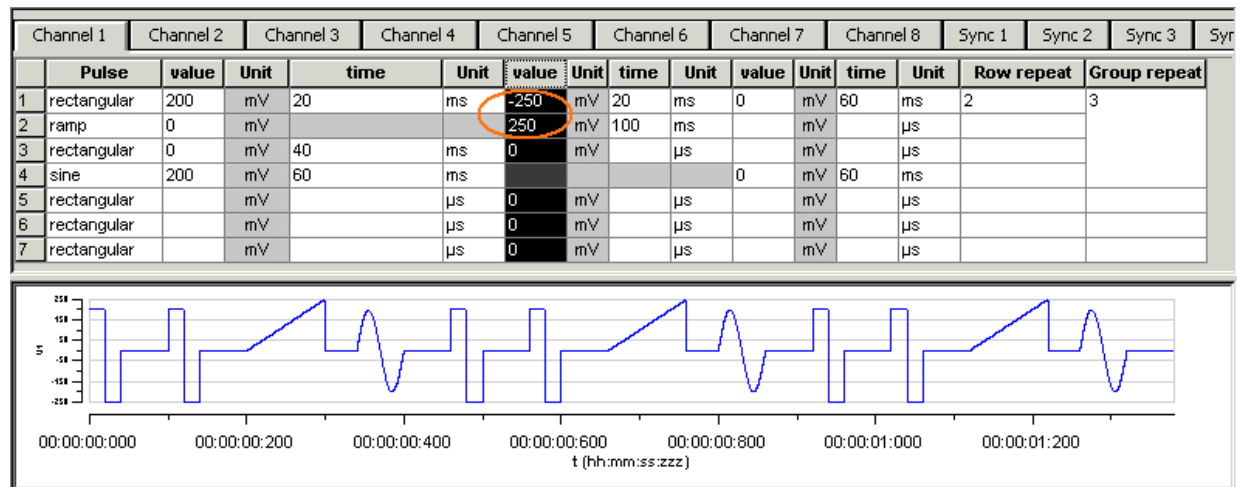 Channel 1 Channel 2 Channel 3 Channel 4 Channel 5 Channel 6 Channel 7 Channel 8 Sync 1 Sync 2 Sync 3 Syr
Pulse value Unit time Unit value Unit time Unit value Unit time Unit Row repeat Group repeat
1 rectangular 200 mV 20 ms -250 mV 20 ms 0 mV 60 ms 2 3
2 ramp 0 mV 250 mV 100 ms mV µs
3 rectangular 0 mV 40 ms 0 mV µs mV µs
4 sine 200 mV 60 ms 0 mV 60 ms
5 rectangular mV µs 0 mV µs mV µs
6 rectangular mV µs 0 mV µs mV µs
7 rectangular mV µs 0 mV µs mV µs
250
150
50
-50
-150
-250
00:00:00:000 00:00:00:200 00:00:00:400 00:00:00:600 00:00:00:800 00:00:01:000 00:00:01:200
t (hh:mm:ss:zzz)